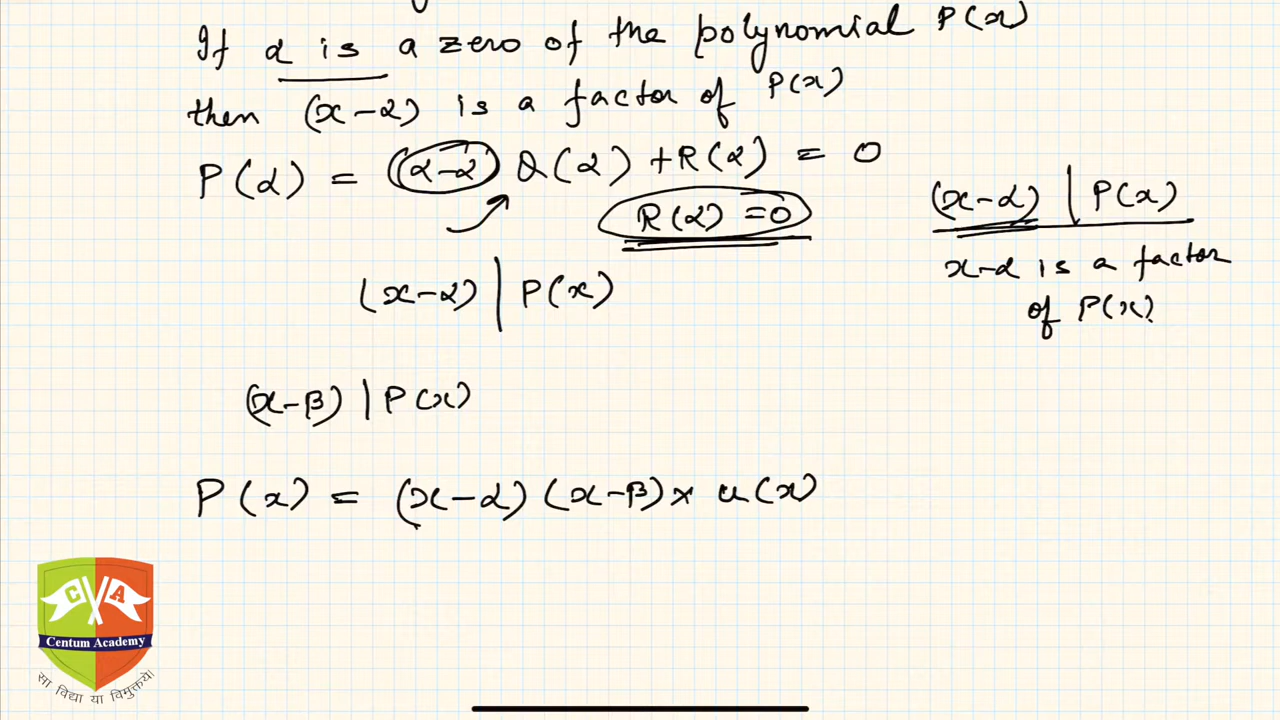 If α is a zero of the polynomial P(x)
then (x-α) is a factor of P(x)
P(α) = (α-α) Q(α) + R(α) = 0
R(α) = 0
(x-α) | P(x)
x-α is a factor
of P(x)
(x-α) | P(x)
(x-β) | P(x)
P(x) = (x-α) (x-β) × u(x)
C A
Centum Academy
सा विद्या या विमुक्तये।